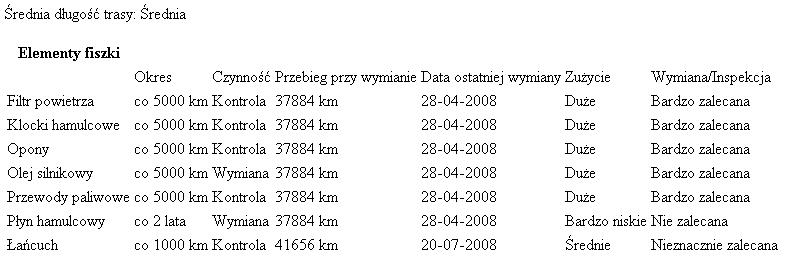 Średnia długość trasy: Średnia
Elementy fiszki
Okres Czynność Przebieg przy wymianie Data ostatniej wymiany Zużycie Wymiana/Inspekcja
Filtr powietrza co 5000 km Kontrola 37884 km 28-04-2008 Duże Bardzo zalecana
Klocki hamulcowe co 5000 km Kontrola 37884 km 28-04-2008 Duże Bardzo zalecana
Opony co 5000 km Kontrola 37884 km 28-04-2008 Duże Bardzo zalecana
Olej silnikowy co 5000 km Wymiana 37884 km 28-04-2008 Duże Bardzo zalecana
Przewody paliwowe co 5000 km Kontrola 37884 km 28-04-2008 Duże Bardzo zalecana
Płyn hamulcowy co 2 lata Wymiana 37884 km 28-04-2008 Bardzo niskie Nie zalecana
Łańcuch co 1000 km Kontrola 41656 km 20-07-2008 Średnie Nieznacznie zalecana